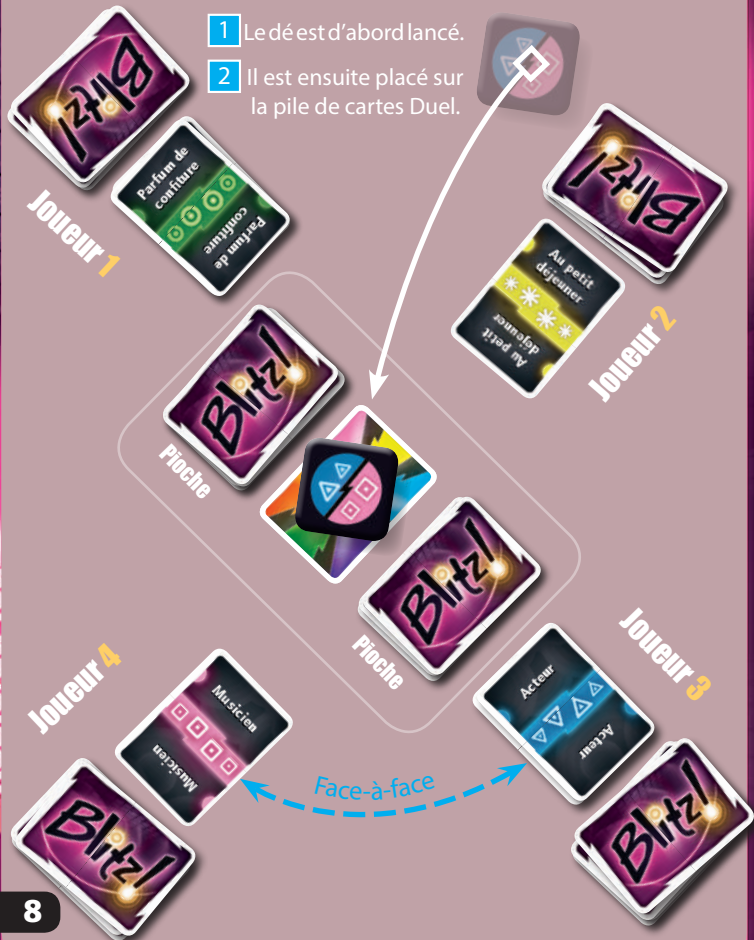 1 Le dé est d'abord lancé.
2 Il est ensuite placé sur
la pile de cartes Duel.
Blitz!
Parfum de
confiture
Parfum de
confiture
Joueur 1
Blitz!
Au petit
déjeuner
Au petit
déjeuner
Joueur 2
Blitz!
Pioche
Blitz!
Pioche
Joueur 4
Musicien
Musicien
Blitz!
Joueur 3
Acteur
Acteur
Blitz!
Face-à-face
8